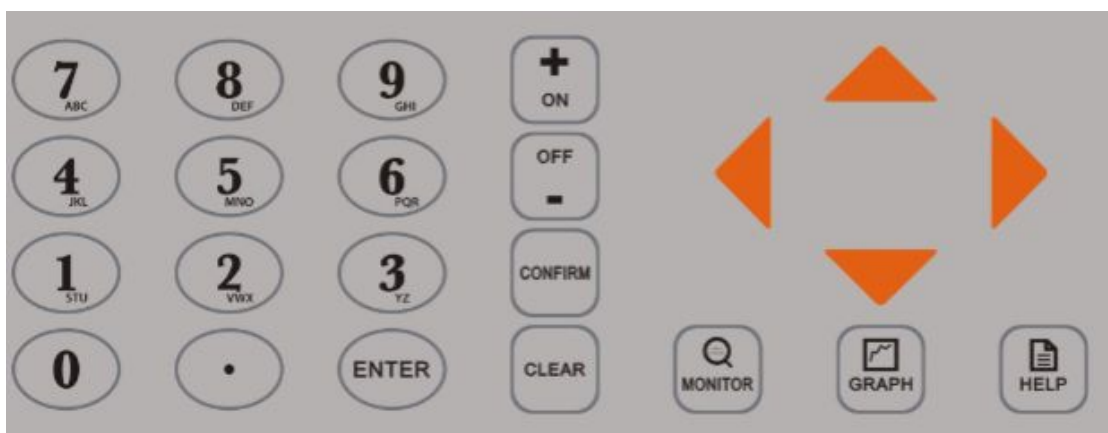 7 ABC
8 DEF
9 GHI
+
ON
4 JKL
5 MNO
6 PQR
OFF
-
1 STU
2 VWX
3 YZ
CONFIRM
0
.
ENTER
CLEAR
MONITOR
GRAPH
HELP